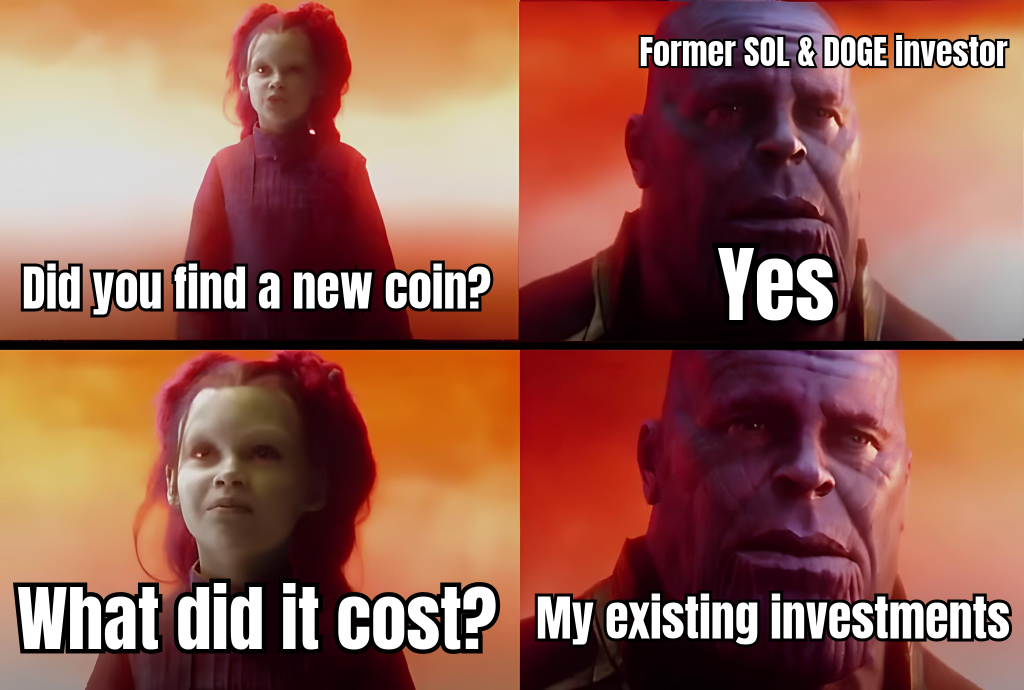 Did you find a new coin?
Former SOL & DOGE investor
Yes
What did it cost?
My existing investments